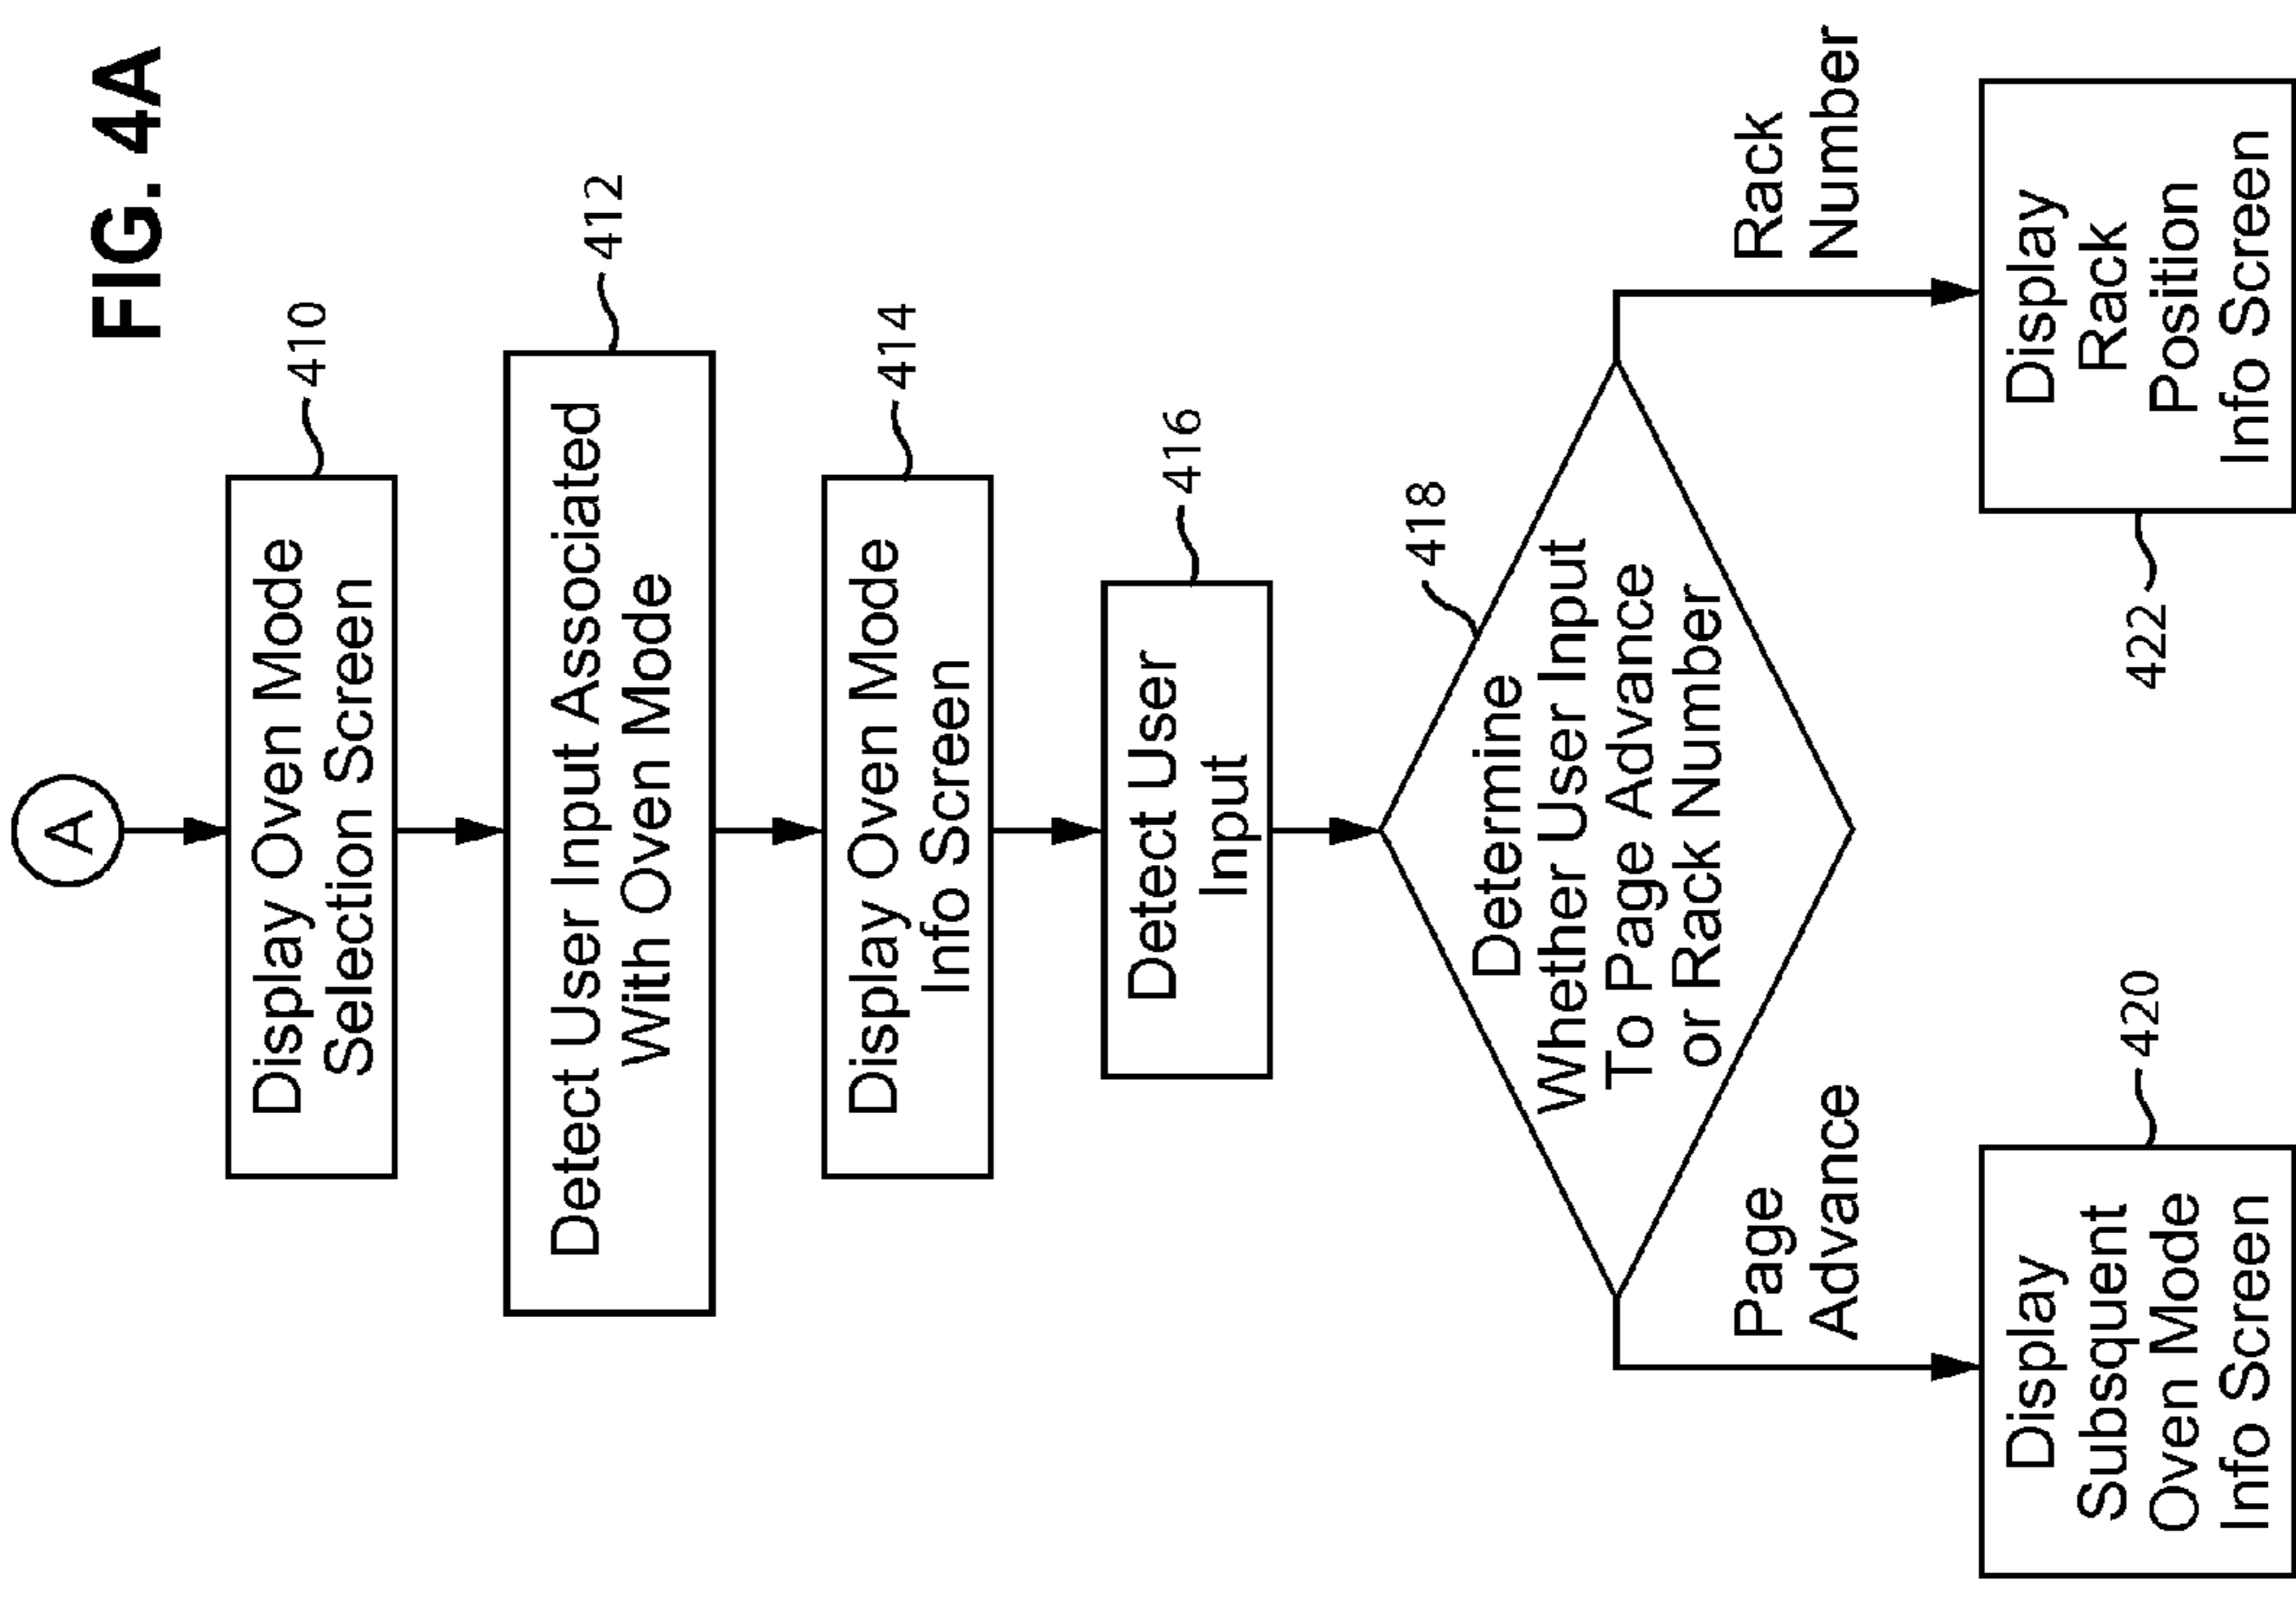 FIG. 4A
A
Display Oven Mode
Selection Screen
410
Detect User Input Associated
With Oven Mode
412
Display Oven Mode
Info Screen
414
Detect User
Input
416
Determine
Whether User Input
To Page Advance
or Rack Number
418
Page
Advance
Rack
Number
Display
Subsquent
Oven Mode
Info Screen
420
Display
Rack
Position
Info Screen
422